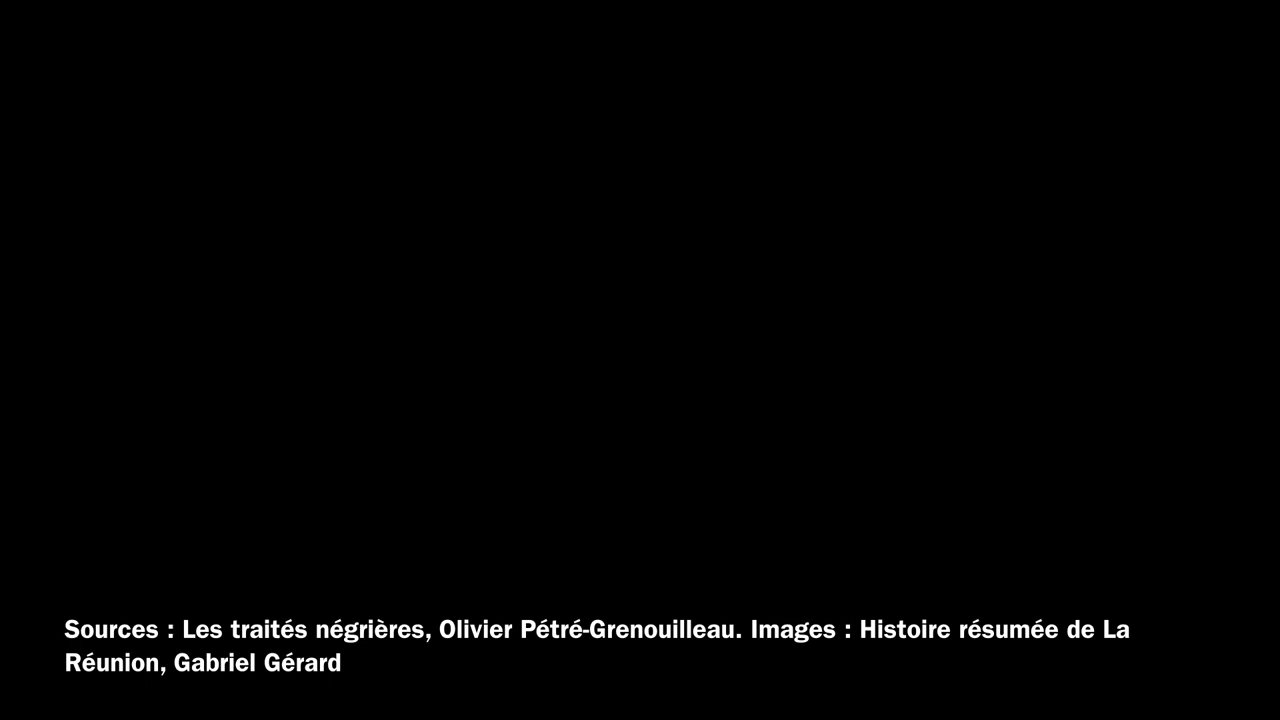 Sources : Les traités négrières, Olivier Pétré-Grenouilleau. Images : Histoire résumée de La
Réunion, Gabriel Gérard